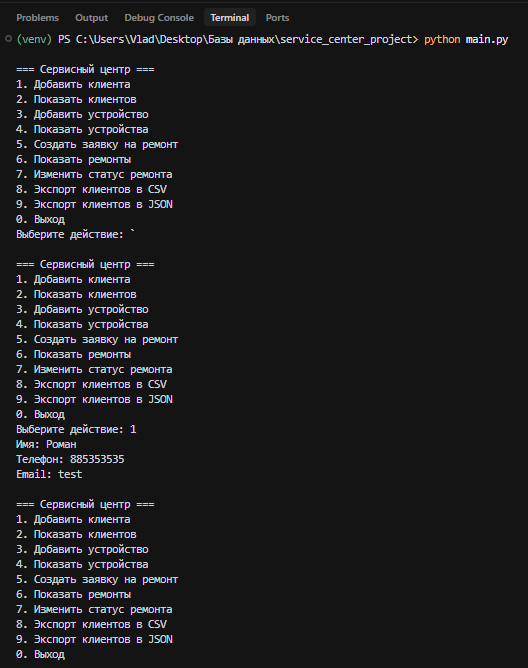 Problems Output Debug Console Terminal Ports
(venv) PS C:\Users\Vlad\Desktop\Базы данных\service_center_project> python main.py
=== Сервисный центр ===
1. Добавить клиента
2. Показать клиентов
3. Добавить устройство
4. Показать устройства
5. Создать заявку на ремонт
6. Показать ремонты
7. Изменить статус ремонта
8. Экспорт клиентов в CSV
9. Экспорт клиентов в JSON
0. Выход
Выберите действие: `
=== Сервисный центр ===
1. Добавить клиента
2. Показать клиентов
3. Добавить устройство
4. Показать устройства
5. Создать заявку на ремонт
6. Показать ремонты
7. Изменить статус ремонта
8. Экспорт клиентов в CSV
9. Экспорт клиентов в JSON
0. Выход
Выберите действие: 1
Имя: Роман
Телефон: 885353535
Email: test
=== Сервисный центр ===
1. Добавить клиента
2. Показать клиентов
3. Добавить устройство
4. Показать устройства
5. Создать заявку на ремонт
6. Показать ремонты
7. Изменить статус ремонта
8. Экспорт клиентов в CSV
9. Экспорт клиентов в JSON
0. Выход